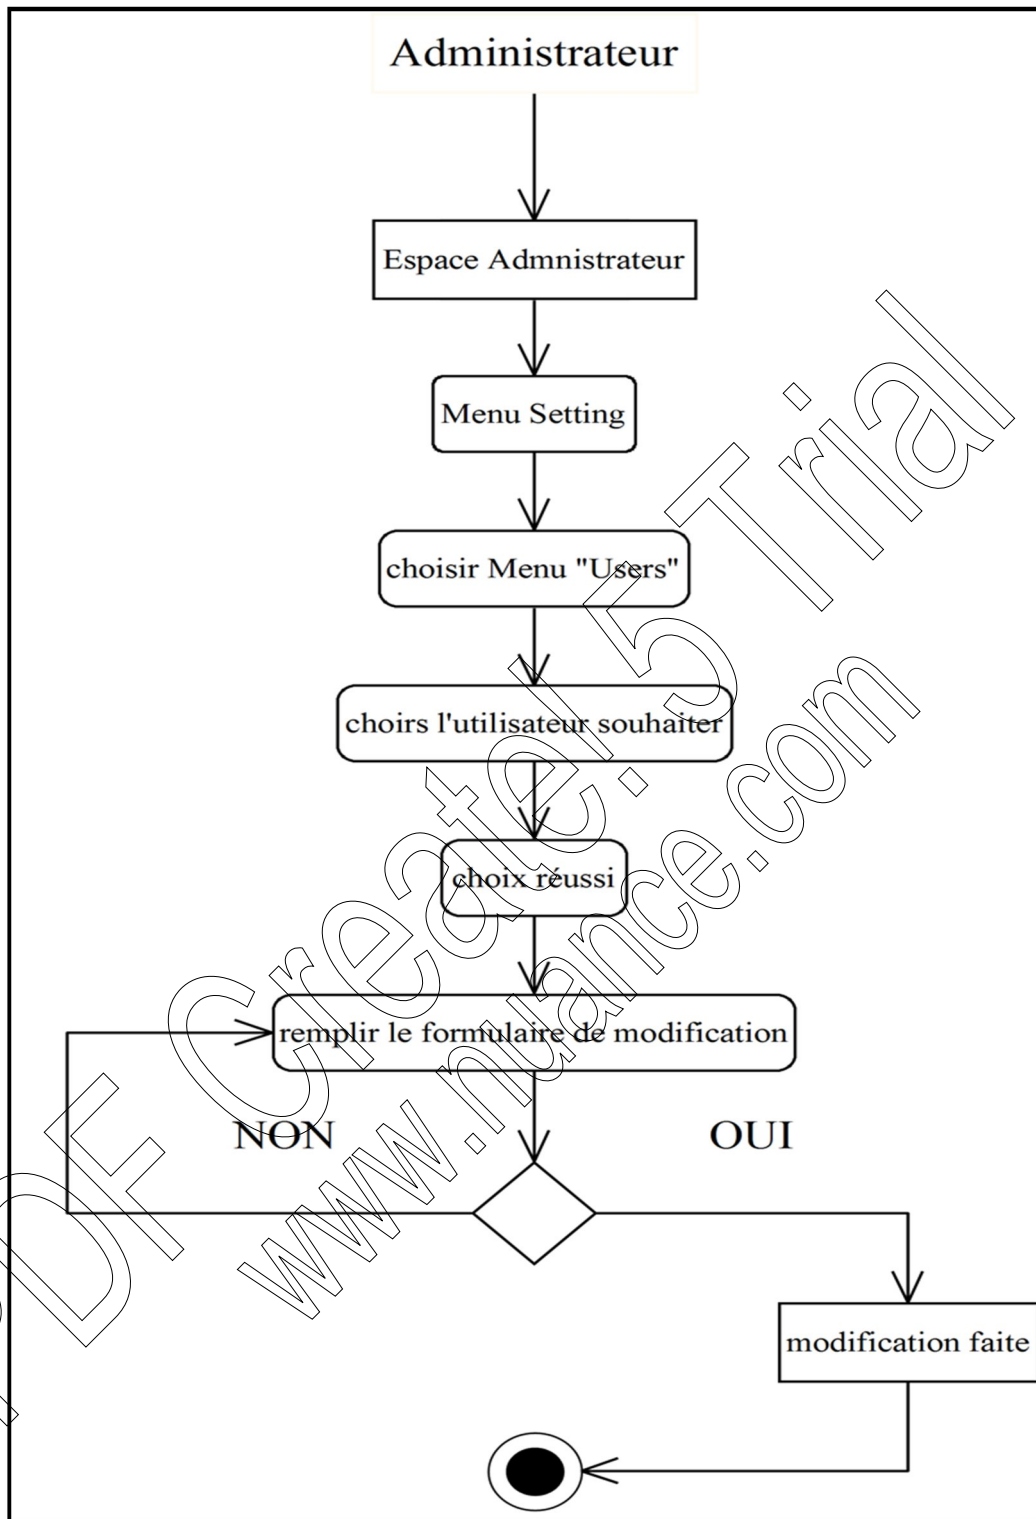 Administrateur
Espace Admnistrateur
Menu Setting
choisir Menu "Users"
choirs l'utilisateur souhaiter
choix réussi
remplir le formulaire de modification
NON
OUI
modification faite
PDF Create! 5 Trial
www.nuance.com